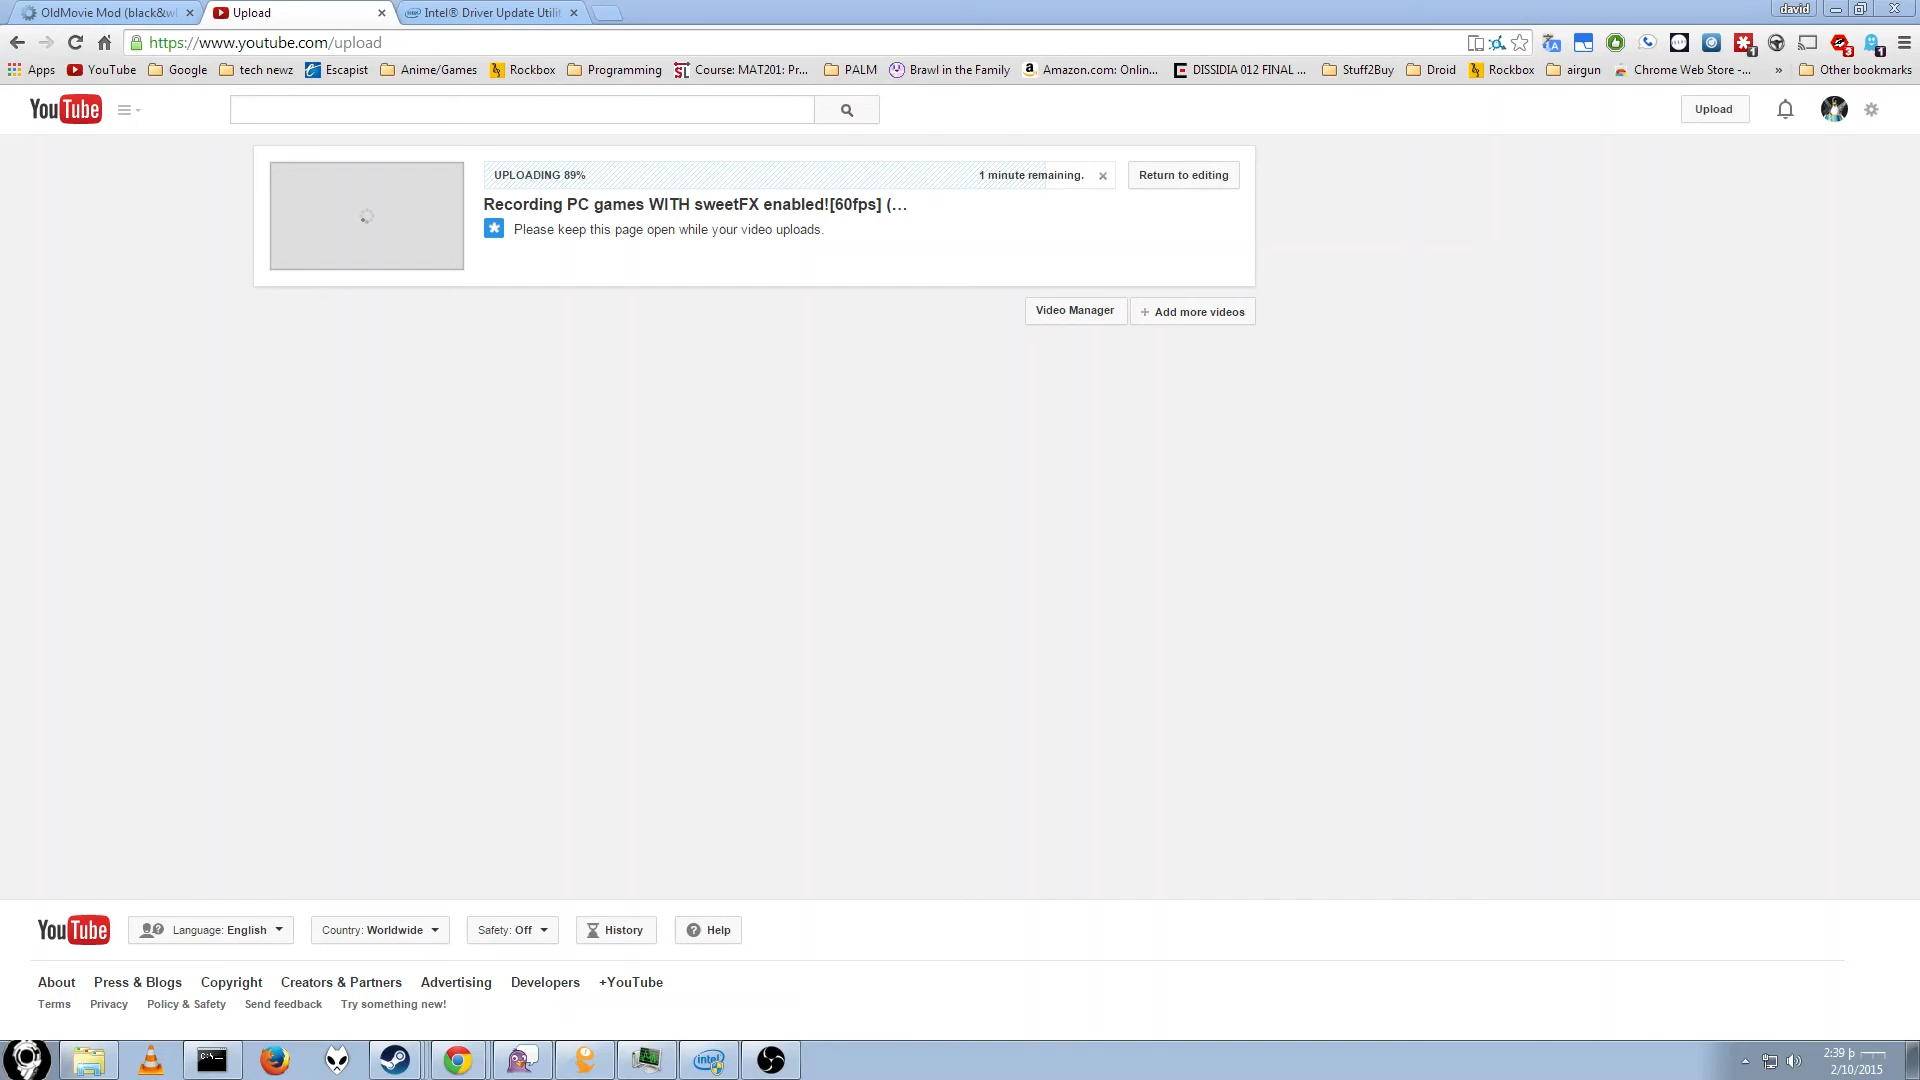 OldMovie Mod (black&wl
Upload
Intel® Driver Update Utilit
david
https://www.youtube.com/upload
Apps
YouTube
Google
tech newz
Escapist
Anime/Games
Rockbox
Programming
Course: MAT201: Pr...
PALM
Brawl in the Family
Amazon.com: Onlin...
DISSIDIA 012 FINAL ...
Stuff2Buy
Droid
Rockbox
airgun
Chrome Web Store -...
»
Other bookmarks
YouTube
Upload
UPLOADING 89%
1 minute remaining.
Return to editing
Recording PC games WITH sweetFX enabled![60fps] (...
Please keep this page open while your video uploads.
Video Manager
+ Add more videos
YouTube
Language: English
Country: Worldwide
Safety: Off
History
Help
About Press & Blogs Copyright Creators & Partners Advertising Developers +YouTube
Terms Privacy Policy & Safety Send feedback Try something new!
C:\_
intel
2:39
2/10/2015